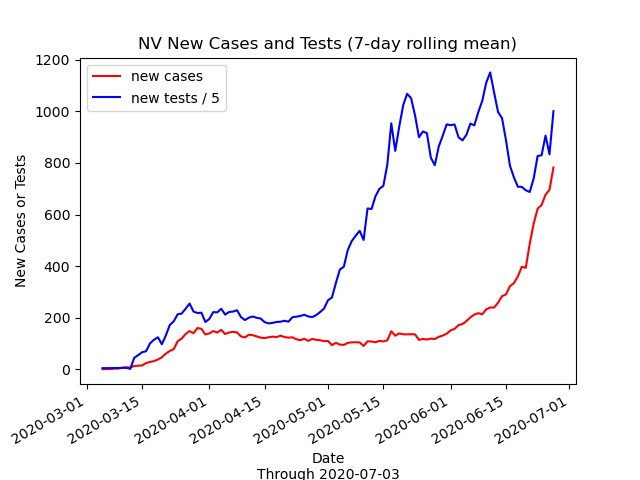 NV New Cases and Tests (7-day rolling mean)
new cases
new tests / 5
1200
1000
800
600
400
200
0
New Cases or Tests
2020-03-01
2020-03-15
2020-04-01
2020-04-15
2020-05-01
2020-05-15
2020-06-01
2020-06-15
2020-07-01
Date
Through 2020-07-03